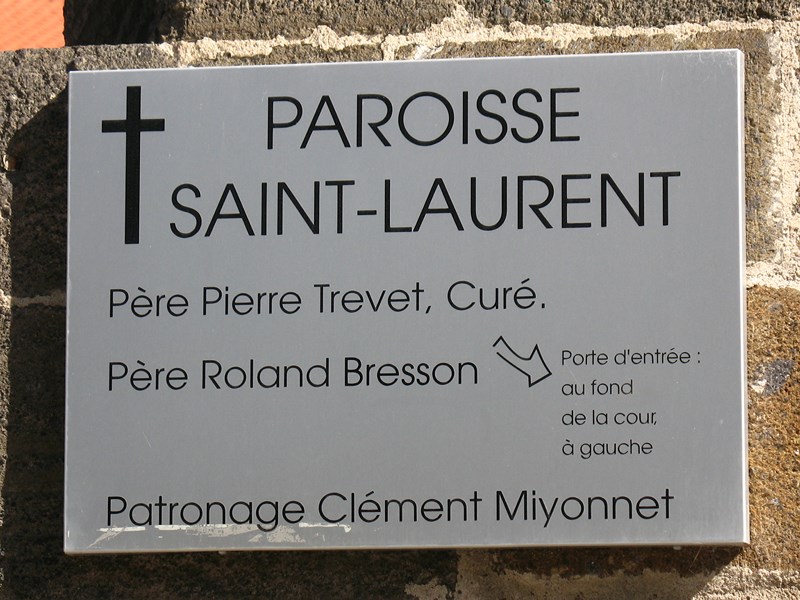 PAROISSE
SAINT-LAURENT
Père Pierre Trevet, Curé.
Père Roland Bresson
Porte d'entrée :
au fond
de la cour,
à gauche
Patronage Clément Miyonnet